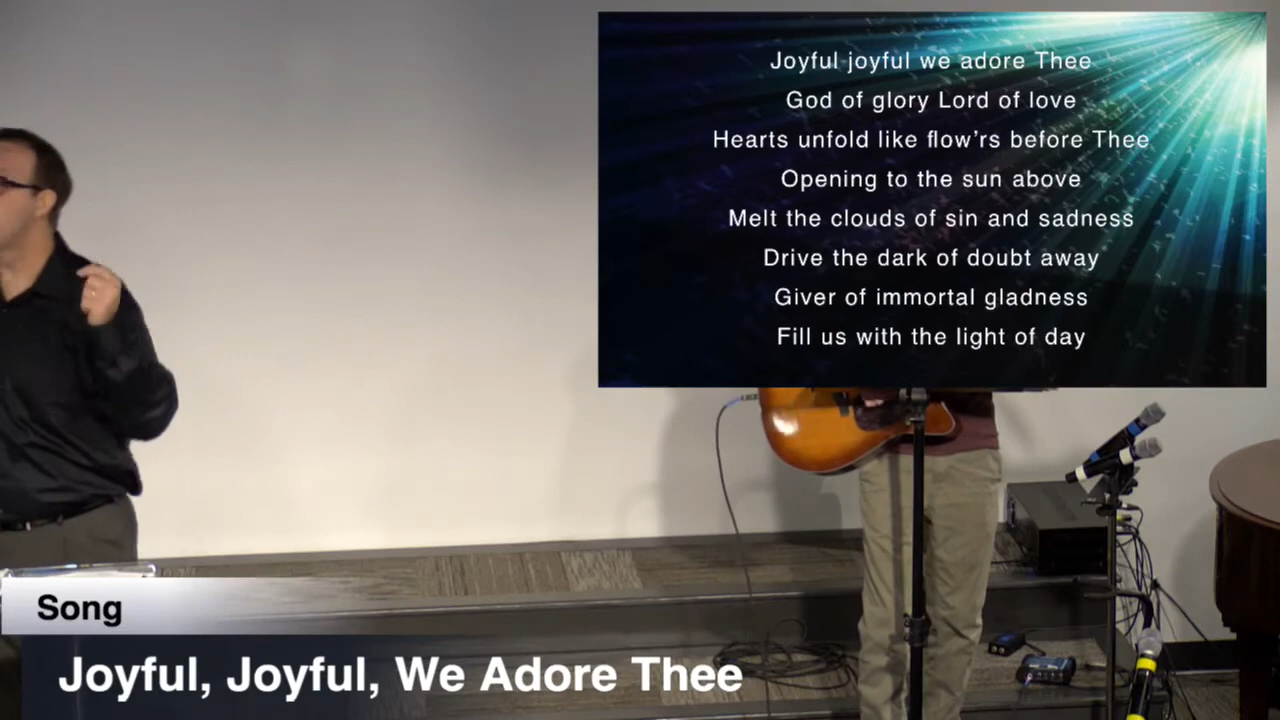 Joyful joyful we adore Thee
God of glory Lord of love
Hearts unfold like flow’rs before Thee
Opening to the sun above
Melt the clouds of sin and sadness
Drive the dark of doubt away
Giver of immortal gladness
Fill us with the light of day
Song
Joyful, Joyful, We Adore Thee